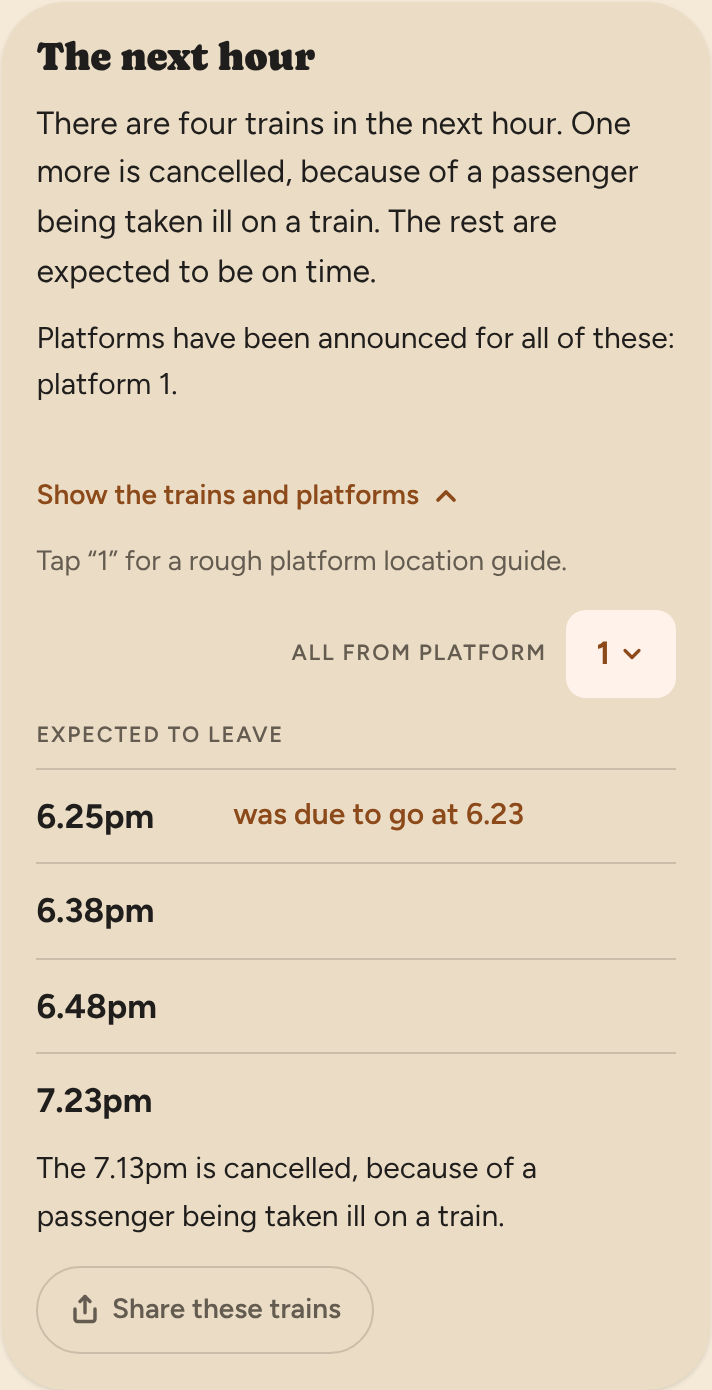 The next hour
There are four trains in the next hour. One
more is cancelled, because of a passenger
being taken ill on a train. The rest are
expected to be on time.
Platforms have been announced for all of these:
platform 1.
Show the trains and platforms
Tap “1” for a rough platform location guide.
ALL FROM PLATFORM 1
EXPECTED TO LEAVE
6.25pm was due to go at 6.23
6.38pm
6.48pm
7.23pm
The 7.13pm is cancelled, because of a
passenger being taken ill on a train.
Share these trains